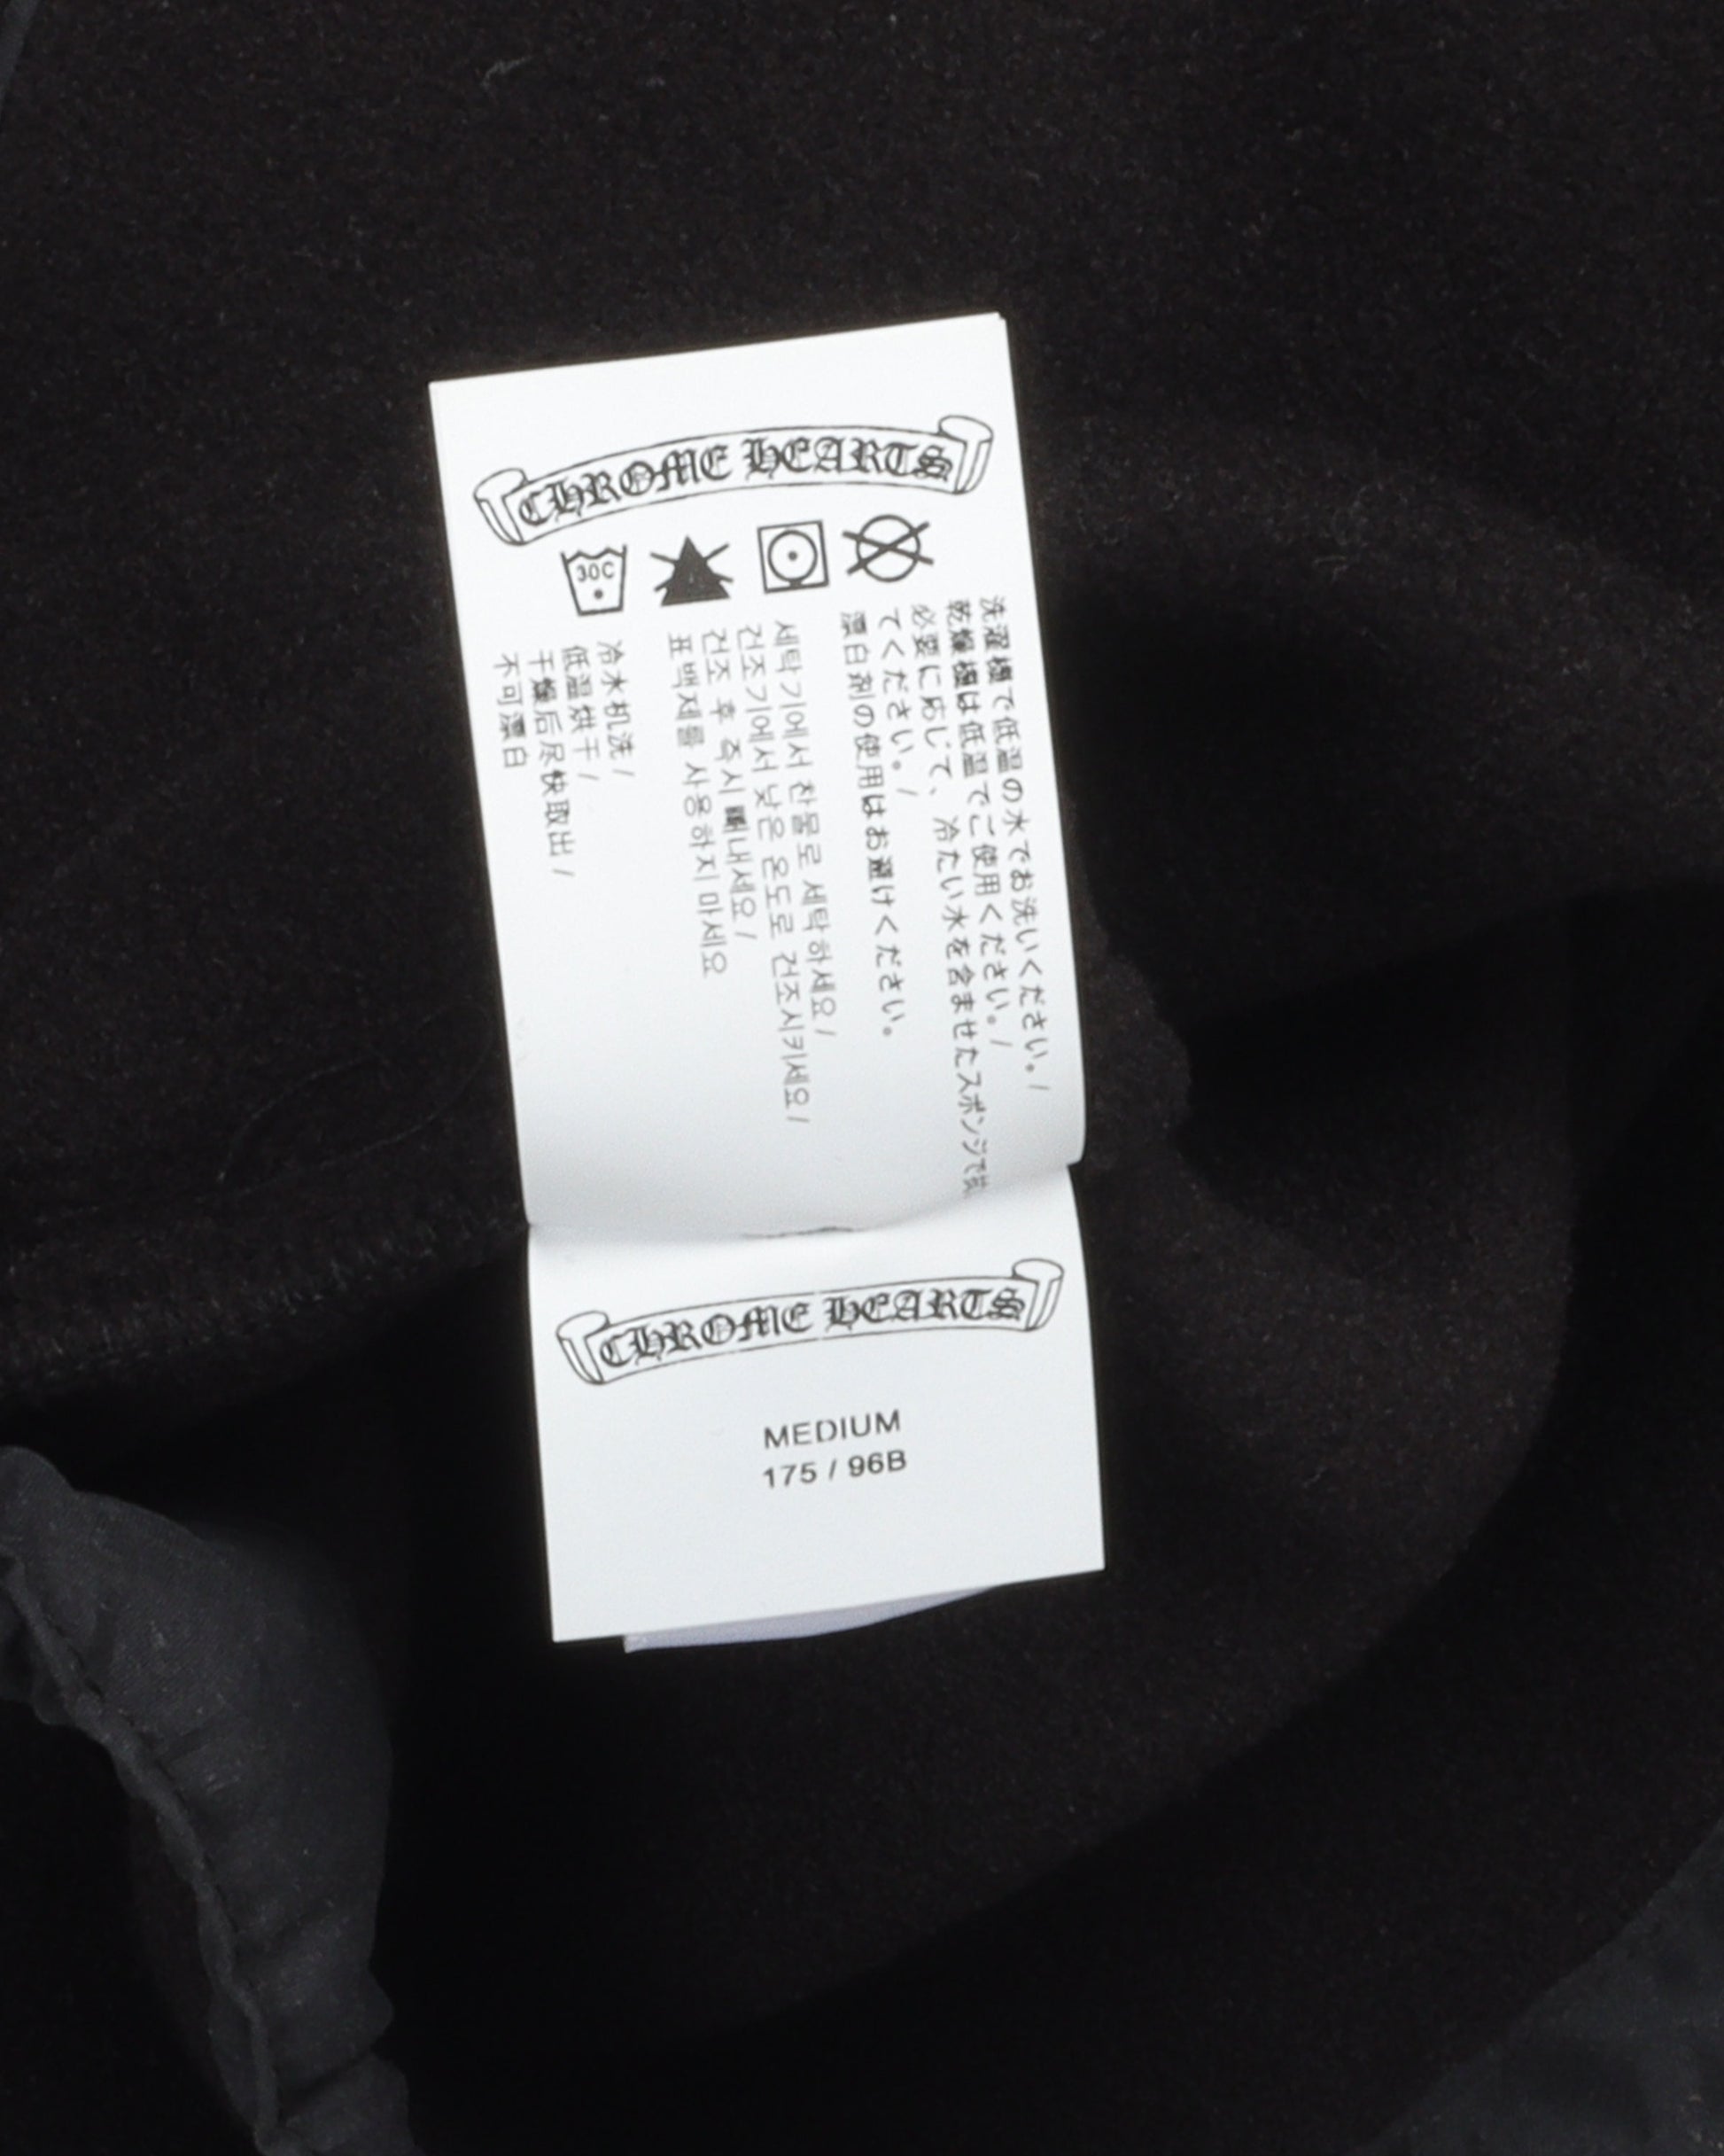 CHROME HEARTS
30C
洗濯機で低温の水でお洗いください。/
乾燥機は低温でご使用ください。/
必要に応じて、冷たい水を含ませたスポンジで
てください。/
漂白剤の使用はお避けください。
세탁기에서 찬물로 세탁하세요/
건조기에서 낮은 온도로 건조시키세요/
건조 후 즉시 빼내세요/
표백제를 사용하지 마세요
冷水机洗/
低温烘干/
干燥后尽快取出/
不可漂白
CHROME HEARTS
MEDIUM
175 / 96B